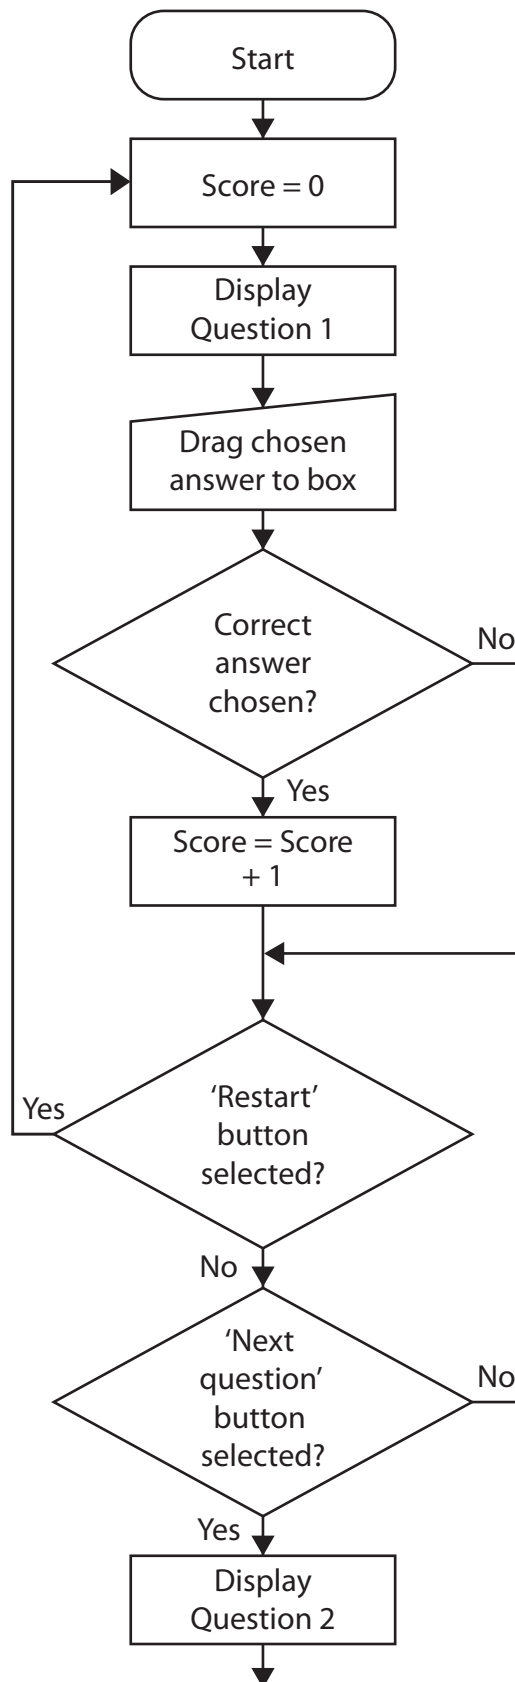 Start
Score = 0
Display
Question 1
Drag chosen
answer to box
Correct
answer
chosen?
No
Yes
Score = Score
+ 1
Yes
‘Restart’
button
selected?
No
‘Next
question’
button
selected?
No
Yes
Display
Question 2